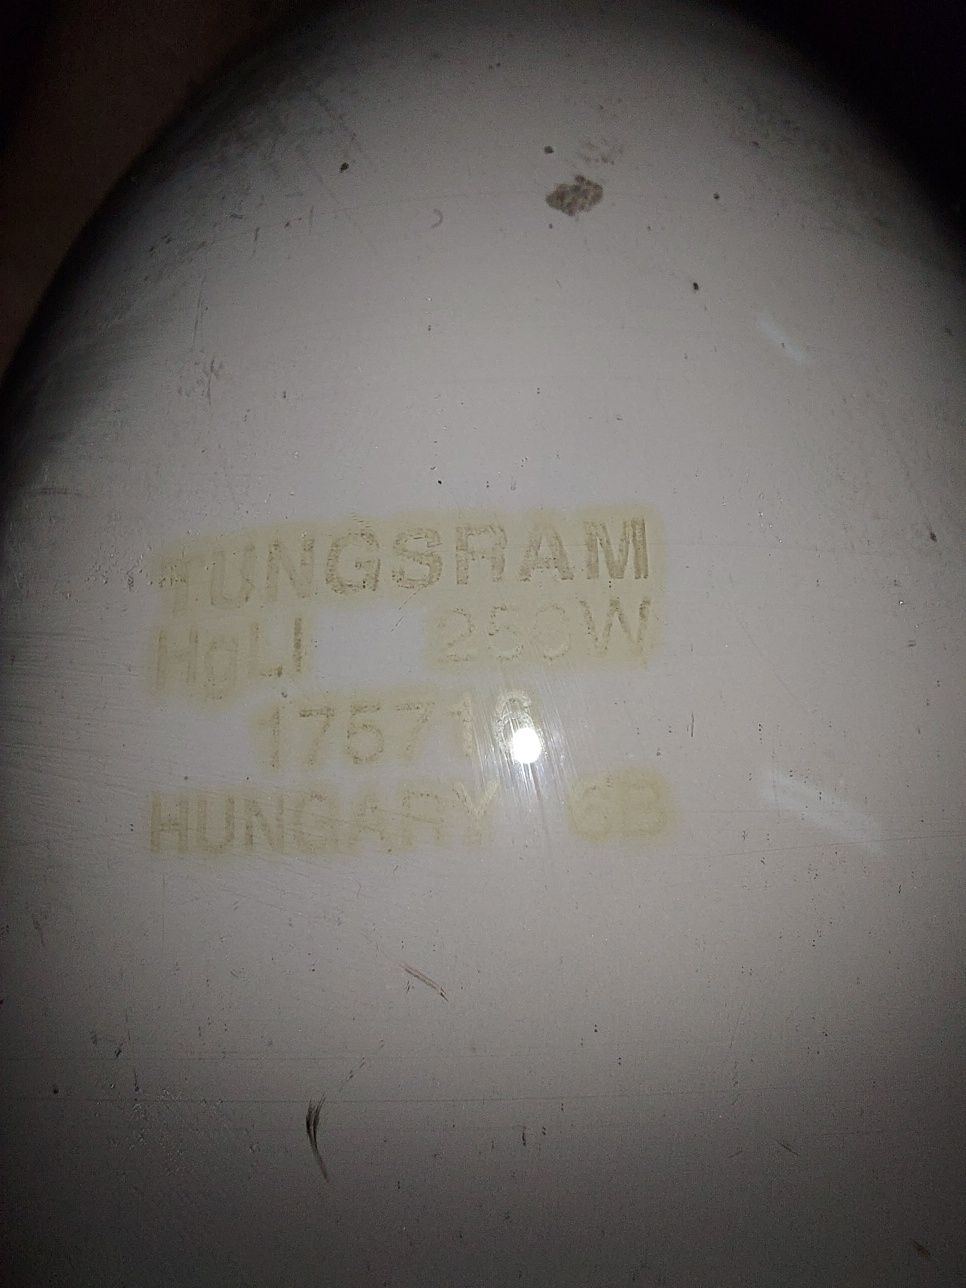 TUNGSRAM
HgLI 250W
175716
HUNGARY 6B